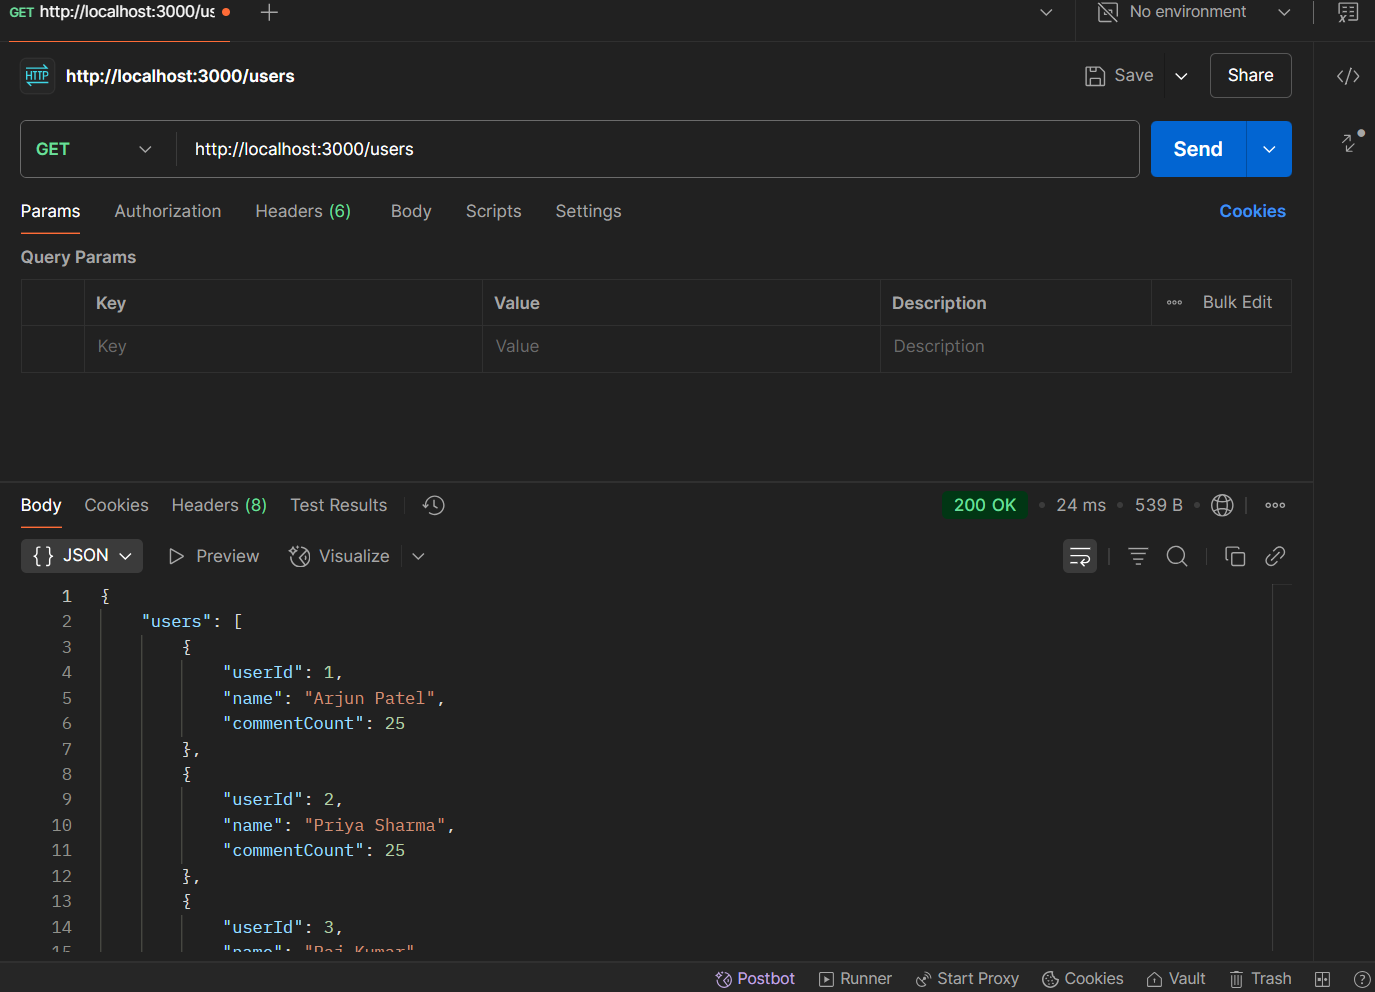 GET http://localhost:3000/us
No environment
HTTP http://localhost:3000/users
Save
Share
GET http://localhost:3000/users
Send
Params Authorization Headers (6) Body Scripts Settings Cookies
Query Params
Key Value Description Bulk Edit
Key Value Description
Body Cookies Headers (8) Test Results 200 OK • 24 ms • 539 B
{} JSON Preview Visualize
1 {
2 "users": [
3 {
4 "userId": 1,
5 "name": "Arjun Patel",
6 "commentCount": 25
7 },
8 {
9 "userId": 2,
10 "name": "Priya Sharma",
11 "commentCount": 25
12 },
13 {
14 "userId": 3,
15 "name": "Raj Kumar"
Postbot Runner Start Proxy Cookies Vault Trash